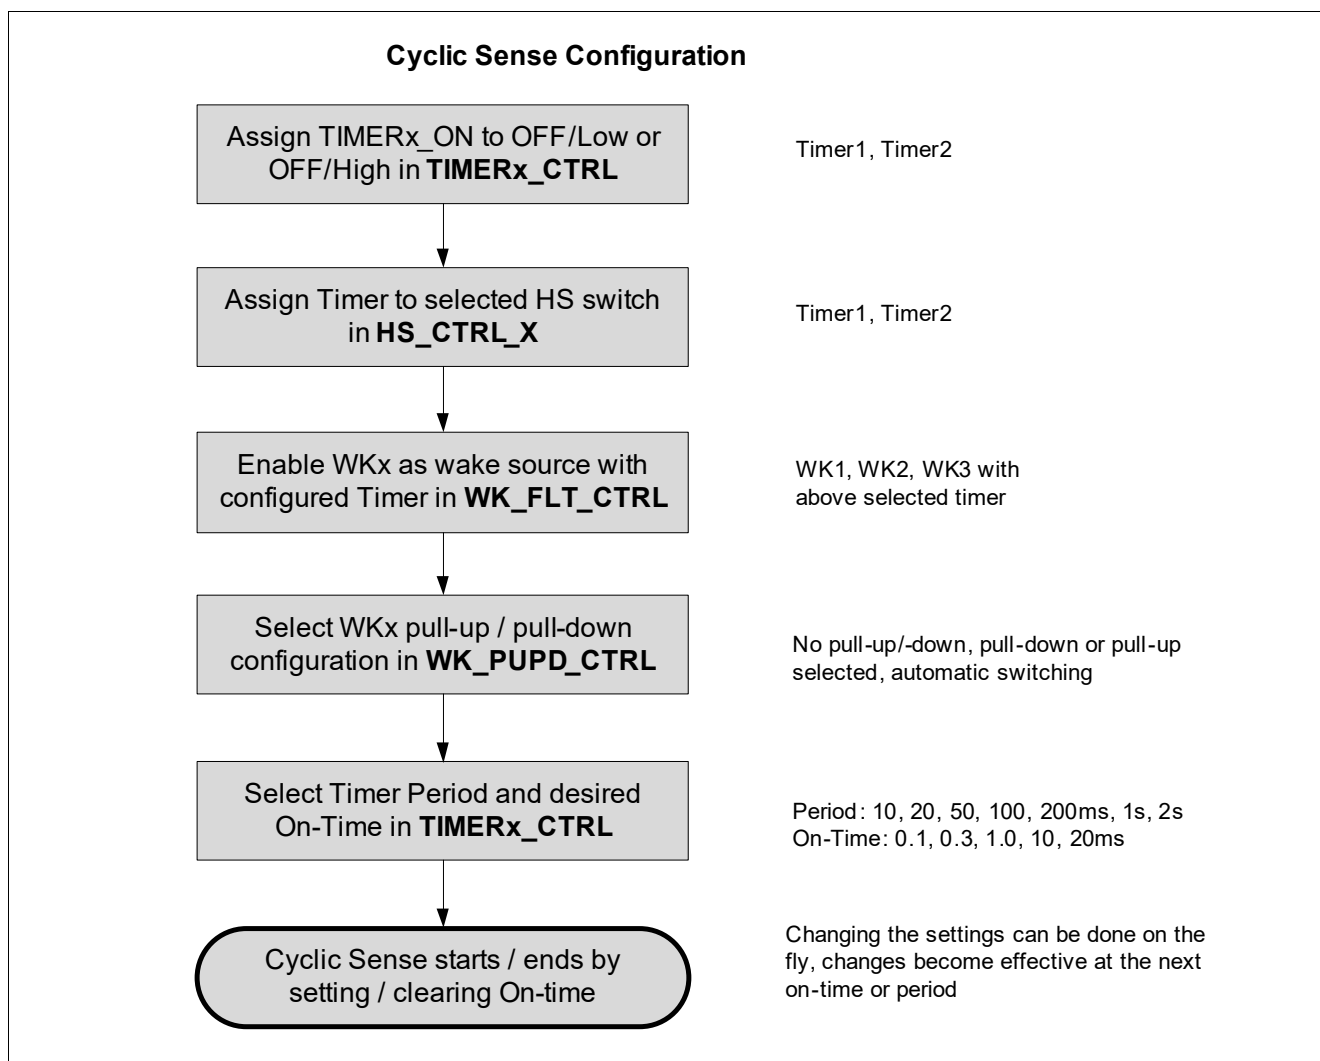 Cyclic Sense Configuration
Assign TIMERx_ON to OFF/Low or
OFF/High in TIMERx_CTRL
Timer1, Timer2
Assign Timer to selected HS switch
in HS_CTRL_X
Timer1, Timer2
Enable WKx as wake source with
configured Timer in WK_FLT_CTRL
WK1, WK2, WK3 with
above selected timer
Select WKx pull-up / pull-down
configuration in WK_PUPD_CTRL
No pull-up/-down, pull-down or pull-up
selected, automatic switching
Select Timer Period and desired
On-Time in TIMERx_CTRL
Period: 10, 20, 50, 100, 200ms, 1s, 2s
On-Time: 0.1, 0.3, 1.0, 10, 20ms
Cyclic Sense starts / ends by
setting / clearing On-time
Changing the settings can be done on the
fly, changes become effective at the next
on-time or period